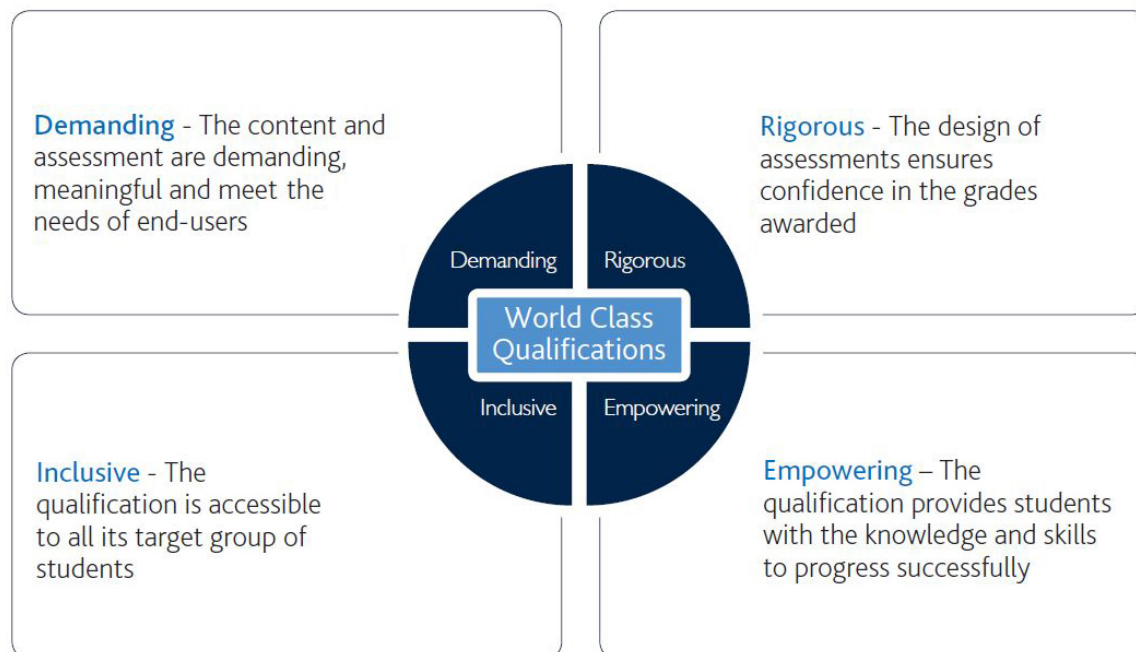 Demanding - The content and
assessment are demanding,
meaningful and meet the
needs of end-users
Rigorous - The design of
assessments ensures
confidence in the grades
awarded
Demanding
Rigorous
World Class
Qualifications
Inclusive
Empowering
Inclusive - The
qualification is accessible
to all its target group of
students
Empowering – The
qualification provides students
with the knowledge and skills
to progress successfully